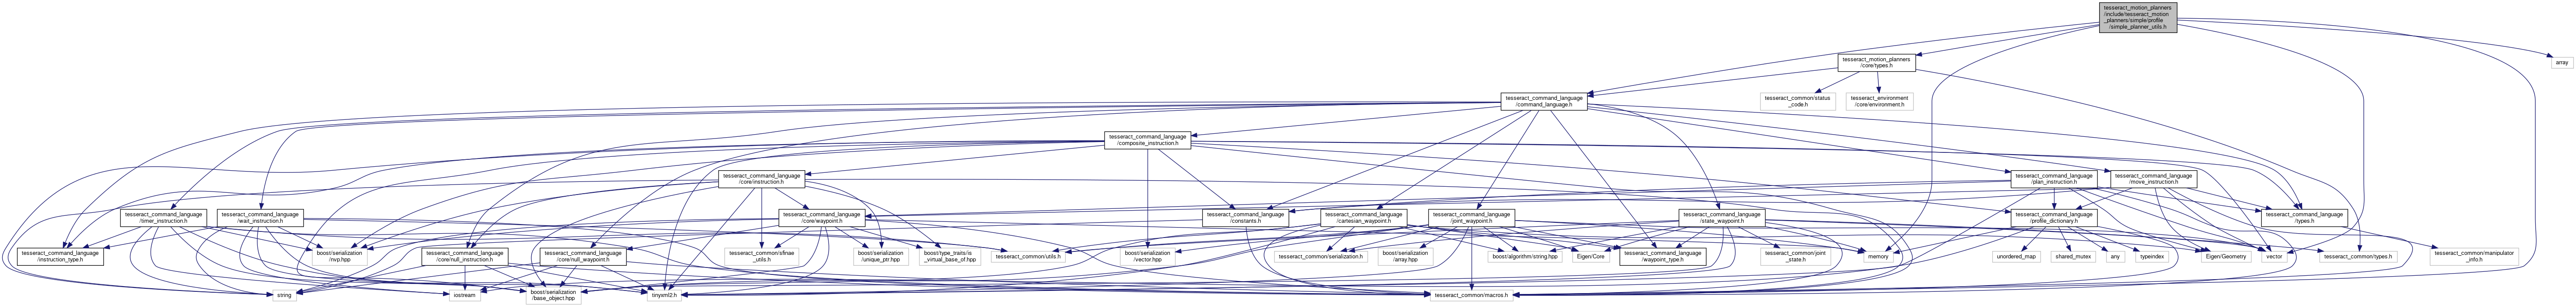 tesseract_motion_planners
/include/tesseract_motion
_planners/simple/profile
/simple_planner_utils.h
tesseract_motion_planners
/core/types.h
array
tesseract_command_language
/command_language.h
tesseract_common/status
_code.h
tesseract_environment
/core/environment.h
tesseract_command_language
/composite_instruction.h
tesseract_command_language
/core/instruction.h
tesseract_command_language
/plan_instruction.h
tesseract_command_language
/move_instruction.h
tesseract_command_language
/timer_instruction.h
tesseract_command_language
/wait_instruction.h
tesseract_command_language
/core/waypoint.h
tesseract_command_language
/constants.h
tesseract_command_language
/cartesian_waypoint.h
tesseract_command_language
/joint_waypoint.h
tesseract_command_language
/state_waypoint.h
tesseract_command_language
/profile_dictionary.h
tesseract_command_language
/types.h
tesseract_command_language
/instruction_type.h
boost/serialization
/nvp.hpp
tesseract_command_language
/core/null_instruction.h
tesseract_command_language
/core/null_waypoint.h
tesseract_common/sfinae
_utils.h
boost/serialization
/unique_ptr.hpp
boost/type_traits/is
_virtual_base_of.hpp
tesseract_common/utils.h
boost/serialization
/vector.hpp
tesseract_common/serialization.h
boost/serialization
/array.hpp
boost/algorithm/string.hpp
Eigen/Core
tesseract_command_language
/waypoint_type.h
tesseract_common/joint
_state.h
memory
unordered_map
shared_mutex
any
typeindex
Eigen/Geometry
vector
tesseract_common/types.h
tesseract_common/manipulator
_info.h
string
iostream
boost/serialization
/base_object.hpp
tinyxml2.h
tesseract_common/macros.h